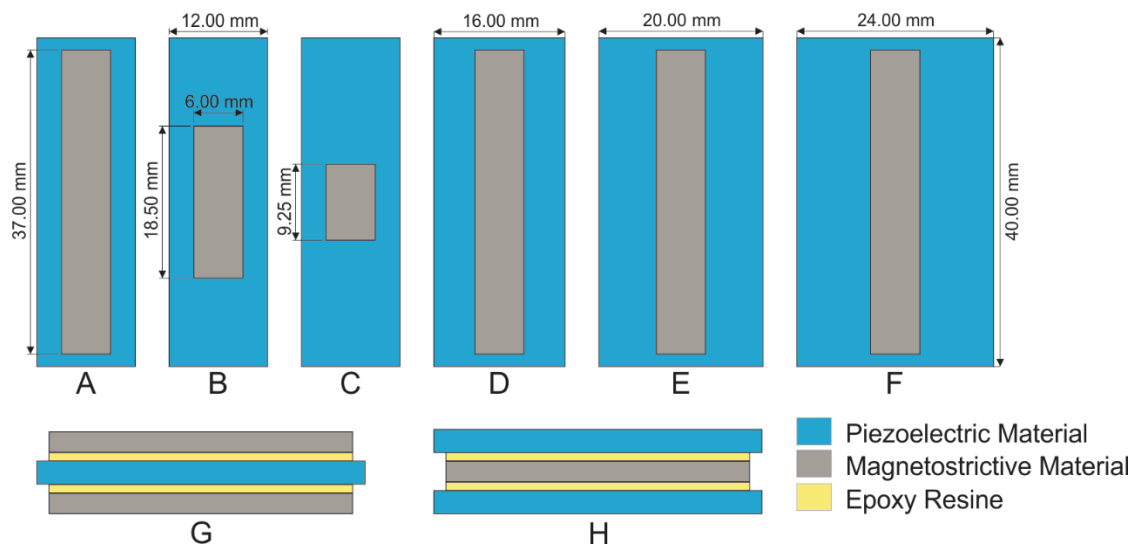 12.00 mm
16.00 mm
20.00 mm
24.00 mm
37.00 mm
6.00 mm
18.50 mm
9.25 mm
40.00 mm
A
B
C
D
E
F
Piezoelectric Material
Magnetostrictive Material
Epoxy Resine
G
H